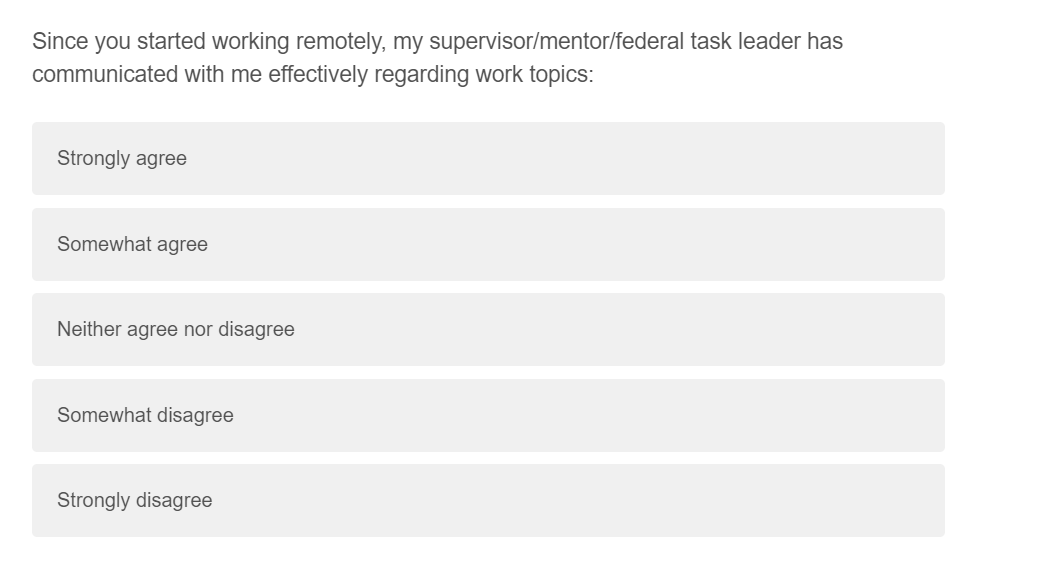 Since you started working remotely, my supervisor/mentor/federal task leader has
communicated with me effectively regarding work topics:
Strongly agree
Somewhat agree
Neither agree nor disagree
Somewhat disagree
Strongly disagree